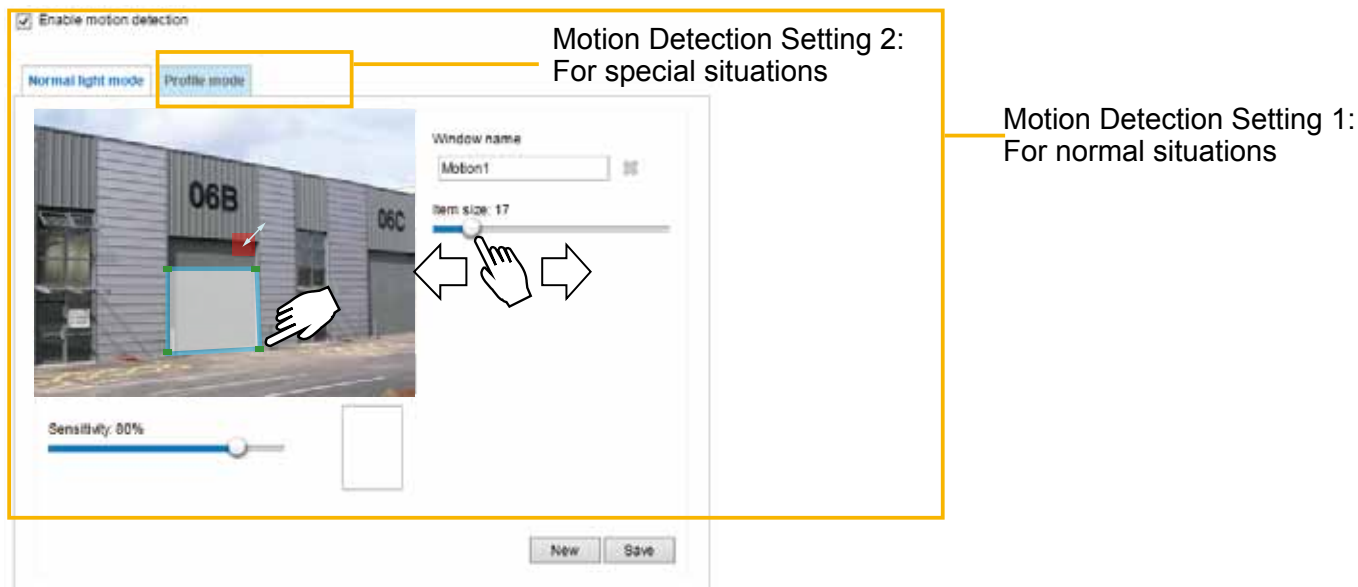 Enable motion detection
Motion Detection Setting 2:
For special situations
Normal light mode
Profile mode
Motion Detection Setting 1:
For normal situations
Window name
Motion1
Item size: 17
06B
06C
Sensitivity: 80%
New
Save